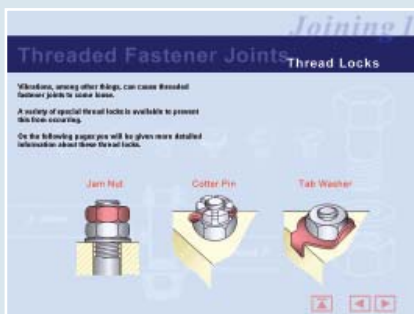 Joining I
Threaded Fastener Joints
Thread Locks
Vibrations, among other things, can cause threaded
fastener joints to come loose.
A variety of special thread locks is available to prevent
this from occurring.
On the following pages you will be given more detailed
information about these thread locks.
Jam Nut
Cotter Pin
Tab Washer